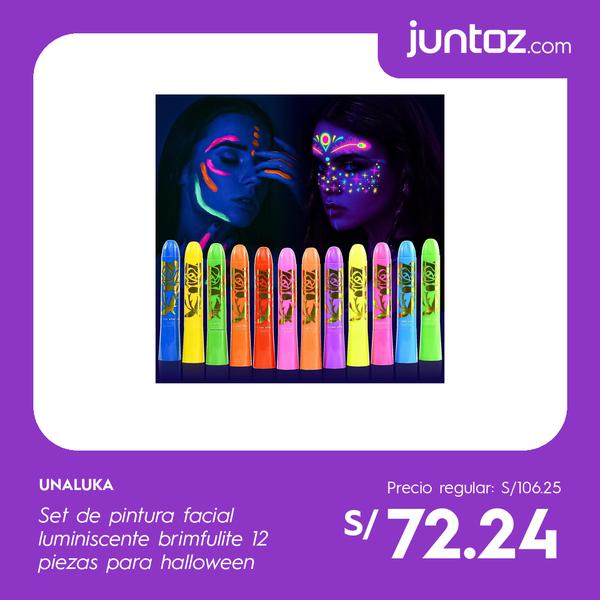 juntoz.com
UNALUKA
Set de pintura facial
luminiscente brimfulite 12
piezas para halloween
Precio regular: S/106.25
S/72.24